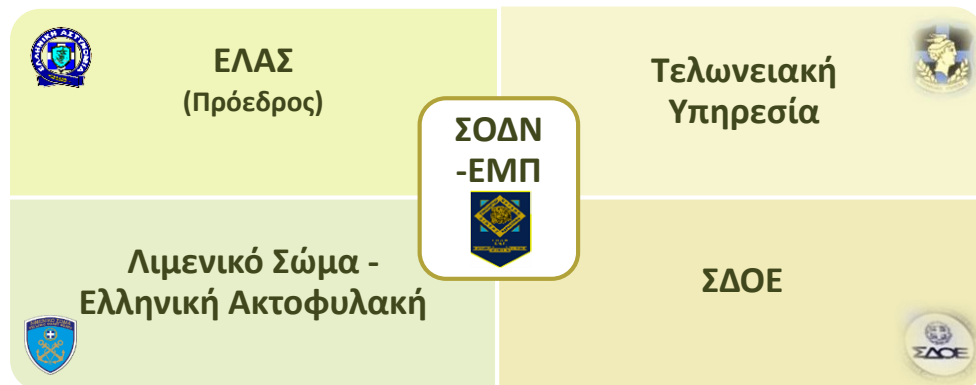 ΕΛΑΣ
(Πρόεδρος)
Τελωνειακή
Υπηρεσία
ΣΟΔΝ
-ΕΜΠ
Λιμενικό Σώμα -
Ελληνική Ακτοφυλακή
ΣΔΟΕ
ΣΔΟΕ